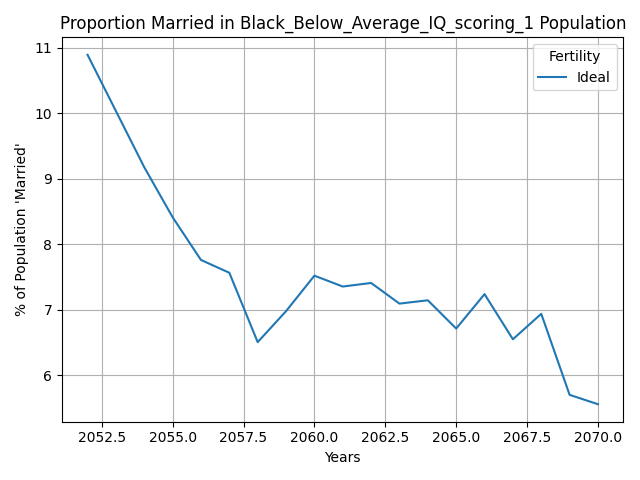 Proportion Married in Black_Below_Average_IQ_scoring_1 Population
% of Population 'Married'
11
10
9
8
7
6
Fertility
Ideal
2052.5 2055.0 2057.5 2060.0 2062.5 2065.0 2067.5 2070.0
Years